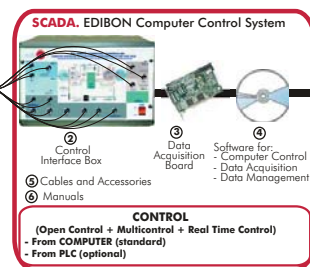 SCADA. EDIBON Computer Control System
②
Control
Interface Box
③
Data
Acquisition
Board
④
Software for:
- Computer Control
- Data Acquisition
- Data Management
⑤ Cables and Accessories
⑥ Manuals
CONTROL
(Open Control + Multicontrol + Real Time Control)
- From COMPUTER (standard)
- From PLC (optional)